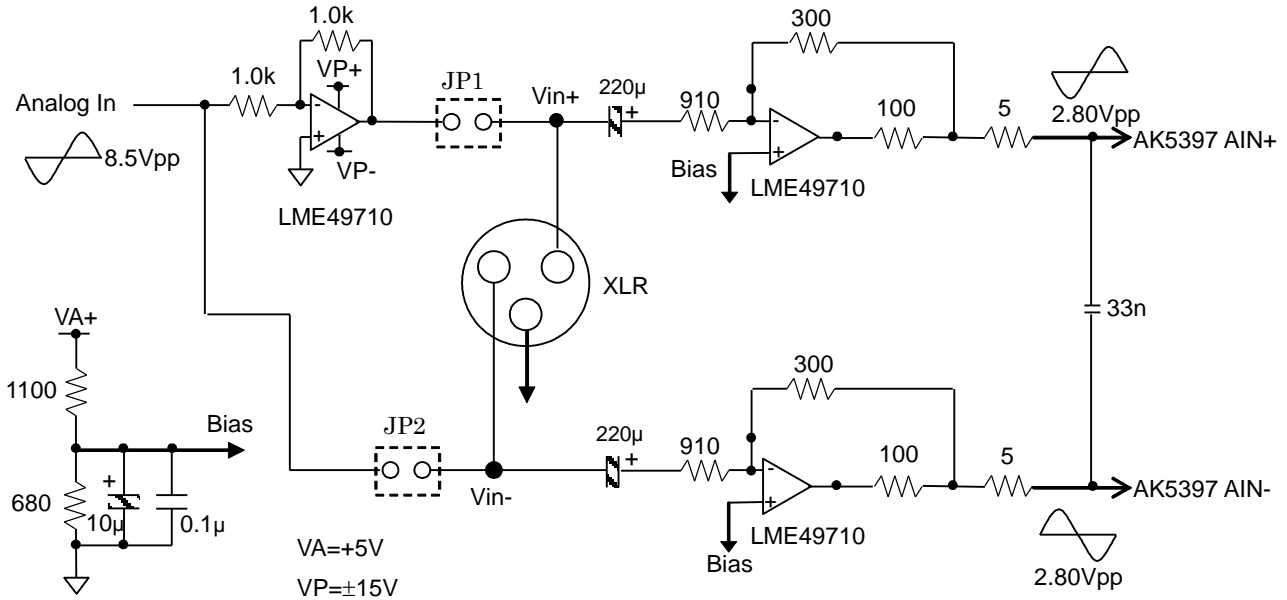 1.0k
300
VP+
1.0k
JP1
Vin+
220µ
+
910
-
100
5
2.80Vpp
Analog In
-
+
AK5397 AIN+
8.5Vpp
VP-
+
Bias
LME49710
LME49710
XLR
VA+
33n
1100
300
Bias
JP2
220µ
+
910
100
5
-
680
+
10µ
0.1µ
Vin-
+
AK5397 AIN-
LME49710
VA=+5V
Bias
2.80Vpp
VP=±15V